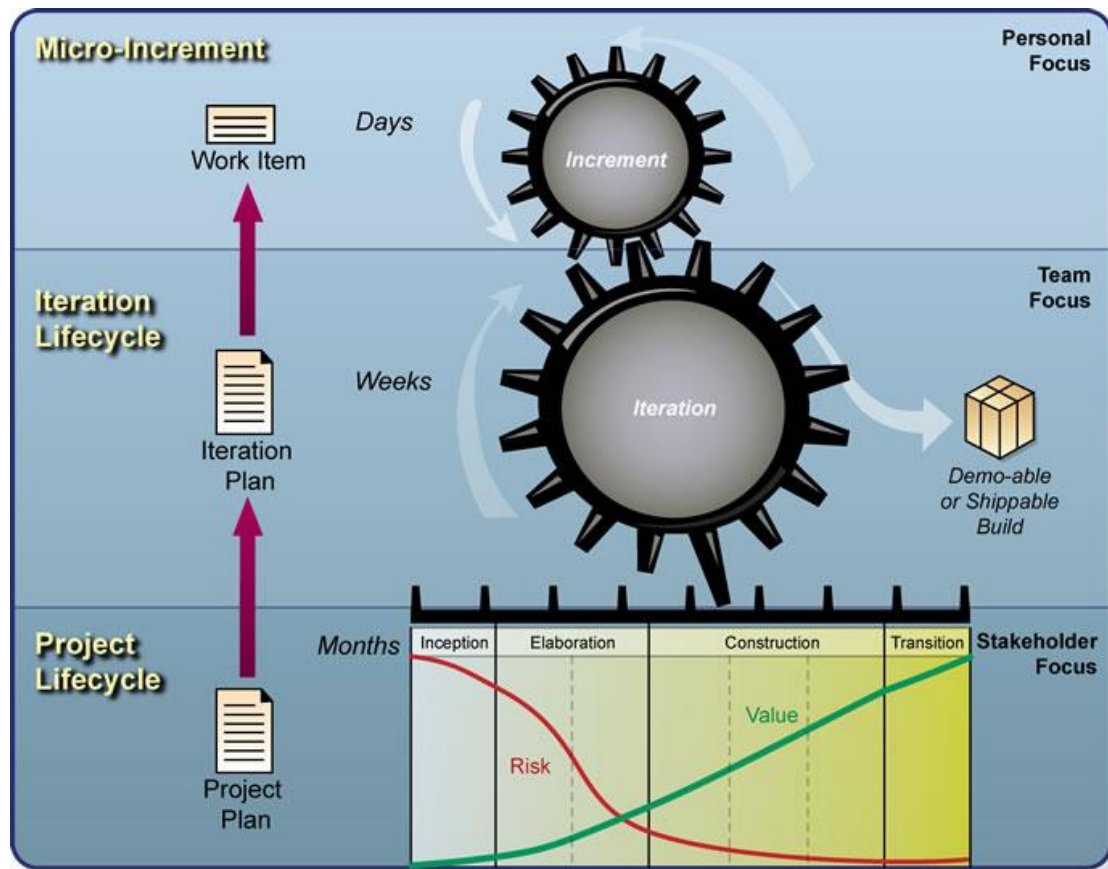 Micro-Increment
Personal
Focus
Days
Work Item
Increment
Iteration
Lifecycle
Team
Focus
Weeks
Iteration
Iteration
Plan
Demo-able
or Shippable
Build
Project
Lifecycle
Months
Inception
Elaboration
Construction
Transition
Stakeholder
Focus
Value
Risk
Project
Plan